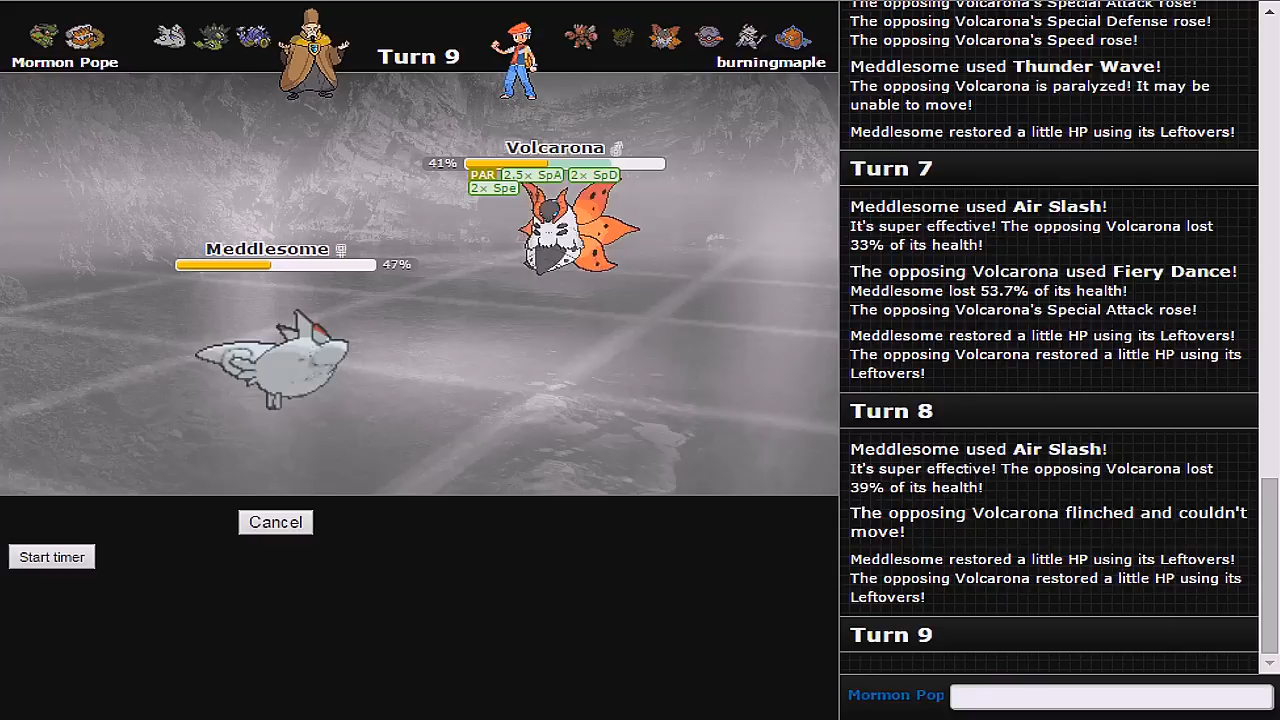 Mormon Pope
Turn 9
burningmaple
Volcarona
41%
PAR 2.5× SpA 2× SpD
2× Spe
Meddlesome
47%
Cancel
Start timer
The opposing Volcarona's Special Attack rose!
The opposing Volcarona's Special Defense rose!
The opposing Volcarona's Speed rose!
Meddlesome used Thunder Wave!
The opposing Volcarona is paralyzed! It may be
unable to move!
Meddlesome restored a little HP using its Leftovers!
Turn 7
Meddlesome used Air Slash!
It's super effective! The opposing Volcarona lost
33% of its health!
The opposing Volcarona used Fiery Dance!
Meddlesome lost 53.7% of its health!
The opposing Volcarona's Special Attack rose!
Meddlesome restored a little HP using its Leftovers!
The opposing Volcarona restored a little HP using its
Leftovers!
Turn 8
Meddlesome used Air Slash!
It's super effective! The opposing Volcarona lost
39% of its health!
The opposing Volcarona flinched and couldn't
move!
Meddlesome restored a little HP using its Leftovers!
The opposing Volcarona restored a little HP using its
Leftovers!
Turn 9
Mormon Pop